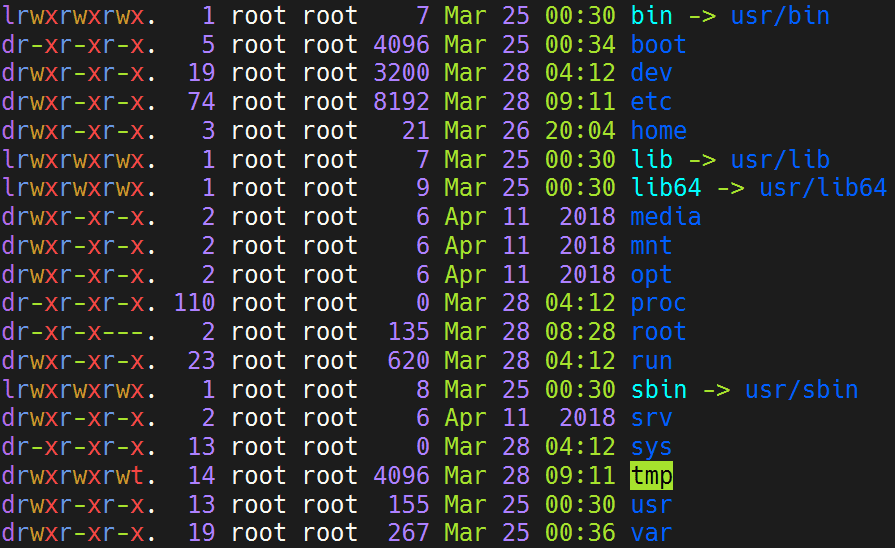 lrwxrwxrwx.   1 root root    7 Mar 25 00:30 bin -> usr/bin
dr-xr-xr-x.   5 root root 4096 Mar 25 00:34 boot
drwxr-xr-x.  19 root root 3200 Mar 28 04:12 dev
drwxr-xr-x.  74 root root 8192 Mar 28 09:11 etc
drwxr-xr-x.   3 root root   21 Mar 26 20:04 home
lrwxrwxrwx.   1 root root    7 Mar 25 00:30 lib -> usr/lib
lrwxrwxrwx.   1 root root    9 Mar 25 00:30 lib64 -> usr/lib64
drwxr-xr-x.   2 root root    6 Apr 11  2018 media
drwxr-xr-x.   2 root root    6 Apr 11  2018 mnt
drwxr-xr-x.   2 root root    6 Apr 11  2018 opt
dr-xr-xr-x. 110 root root    0 Mar 28 04:12 proc
dr-xr-x---.   2 root root  135 Mar 28 08:28 root
drwxr-xr-x.  23 root root  620 Mar 28 04:12 run
lrwxrwxrwx.   1 root root    8 Mar 25 00:30 sbin -> usr/sbin
drwxr-xr-x.   2 root root    6 Apr 11  2018 srv
dr-xr-xr-x.  13 root root    0 Mar 28 04:12 sys
drwxrwxrwt.  14 root root 4096 Mar 28 09:11 tmp
drwxr-xr-x.  13 root root  155 Mar 25 00:30 usr
drwxr-xr-x.  19 root root  267 Mar 25 00:36 var